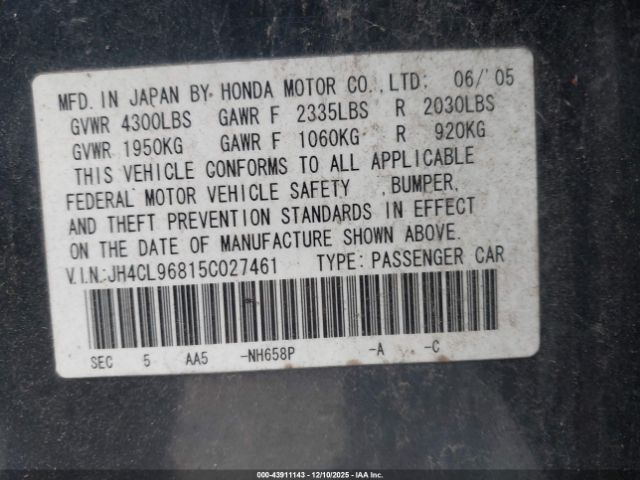 MFD. IN JAPAN BY HONDA MOTOR CO., LTD. 06/'05
GVWR 4300LBS GAWR F 2335LBS R 2030LBS
GVWR 1950KG GAWR F 1060KG R 920KG
THIS VEHICLE CONFORMS TO ALL APPLICABLE
FEDERAL MOTOR VEHICLE SAFETY , BUMPER,
AND THEFT PREVENTION STANDARDS IN EFFECT
ON THE DATE OF MANUFACTURE SHOWN ABOVE.
V.I.N.:JH4CL96815C027461 TYPE: PASSENGER CAR
SEC 5 AA5 -NH658P -A -C
000-43911143 - 12/10/2025 - IAA Inc.